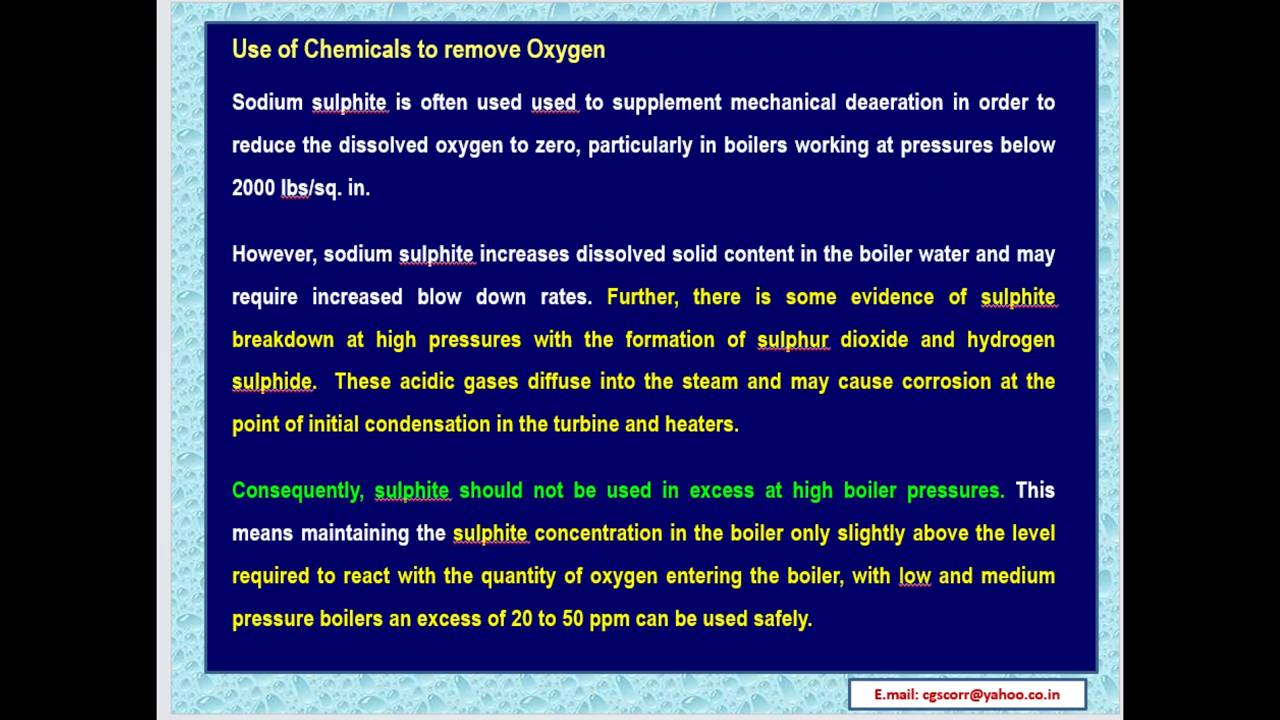 Use of Chemicals to remove Oxygen
Sodium sulphite is often used used to supplement mechanical deaeration in order to
reduce the dissolved oxygen to zero, particularly in boilers working at pressures below
2000 lbs/sq. in.
However, sodium sulphite increases dissolved solid content in the boiler water and may
require increased blow down rates. Further, there is some evidence of sulphite
breakdown at high pressures with the formation of sulphur dioxide and hydrogen
sulphide. These acidic gases diffuse into the steam and may cause corrosion at the
point of initial condensation in the turbine and heaters.
Consequently, sulphite should not be used in excess at high boiler pressures. This
means maintaining the sulphite concentration in the boiler only slightly above the level
required to react with the quantity of oxygen entering the boiler, with low and medium
pressure boilers an excess of 20 to 50 ppm can be used safely.
E.mail: cgscorr@yahoo.co.in